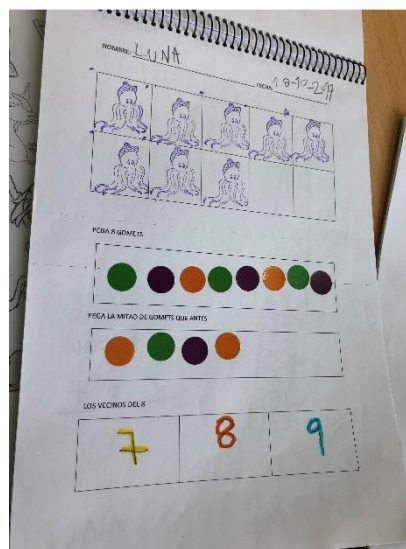 NOMBRE: LUNA
FECHA: 18-10-2019
PEGA 8 GOMETS
PEGA LA MITAD DE GOMETS QUE ANTES
LOS VECINOS DEL 8
7 8 9